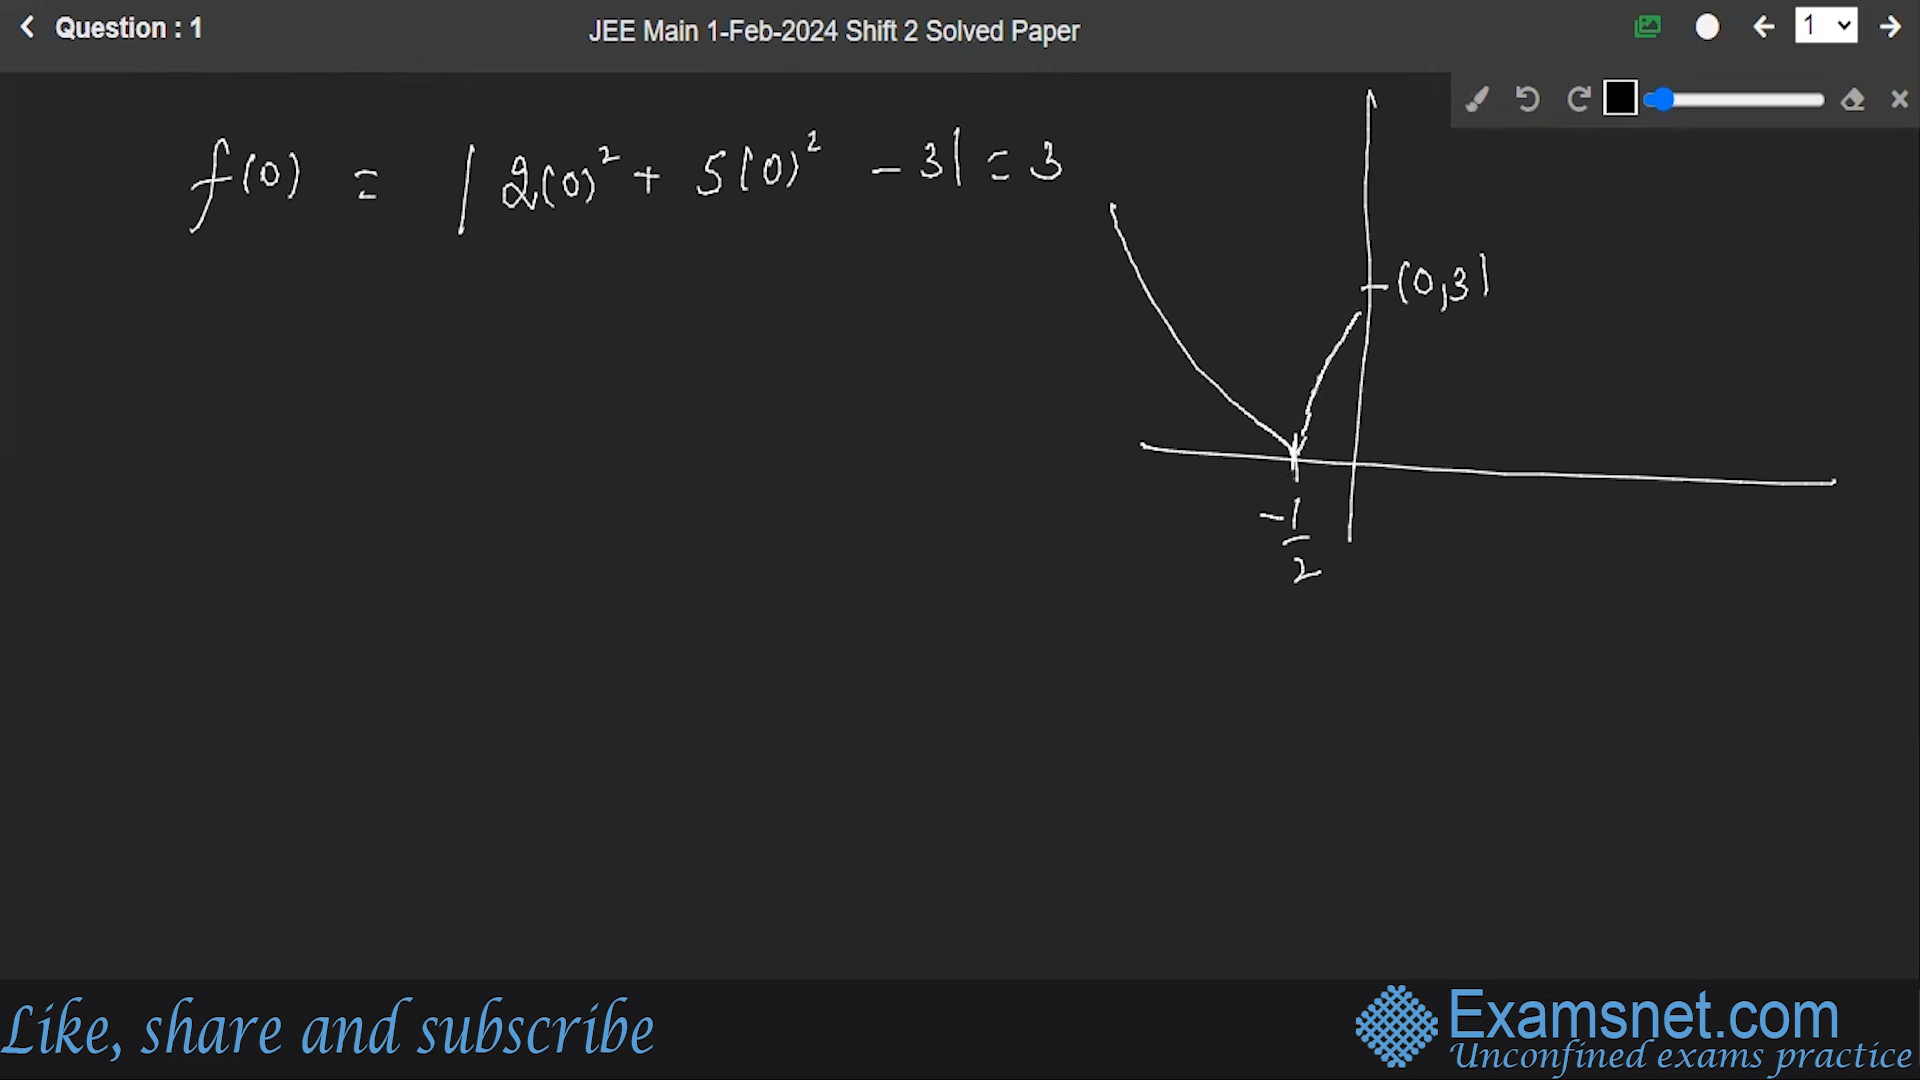 Question : 1
JEE Main 1-Feb-2024 Shift 2 Solved Paper
1
f(0) = |2(0)² + 5(0)² - 3| = 3
(0,3)
-1/2
Like, share and subscribe
Examsnet.com
Unconfined exams practice